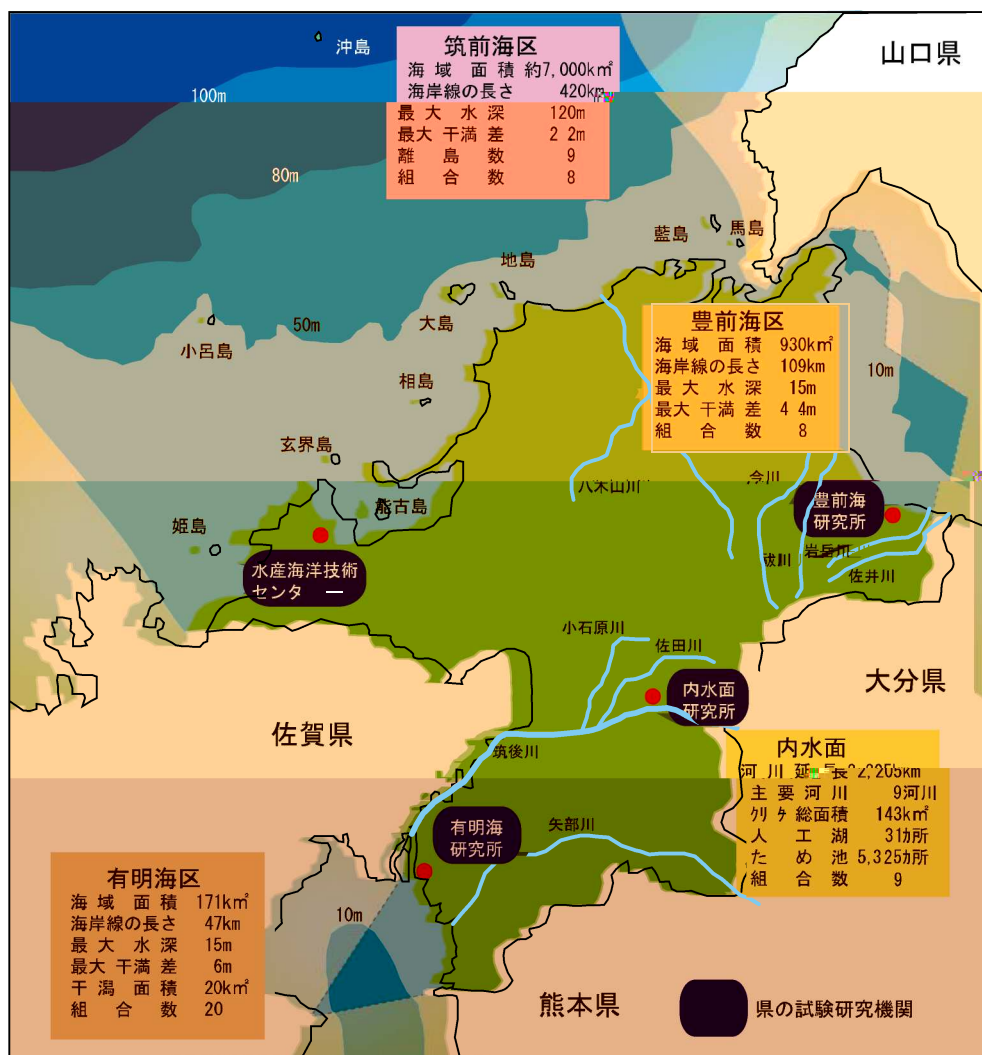 沖島
筑前海区
海域面積 約7,000k㎡
海岸線の長さ 420km
最大水深 120m
最大干満差 2 2m
離島数 9
組合数 8
山口県
100m
80m
50m
藍島
馬島
地島
大島
小呂島
相島
玄界島
能古島
姫島
豊前海区
海域面積 930k㎡
海岸線の長さ 109km
最大水深 15m
最大干満差 4 4m
組合数 8
10m
八木山川
今川
豊前海
研究所
祓川
岩岳川
佐井川
水産海洋技術
センタ ー
小石原川
佐田川
内水面
研究所
大分県
佐賀県
筑後川
内水面
主要河川 9河川
人工湖 31カ所
ため池 5,325カ所
組合数 9
有明海
研究所
矢部川
有明海区
海域面積 171k㎡
海岸線の長さ 47km
最大水深 15m
最大干満差 6m
干潟面積 20k㎡
組合数 20
10m
熊本県
県の試験研究機関